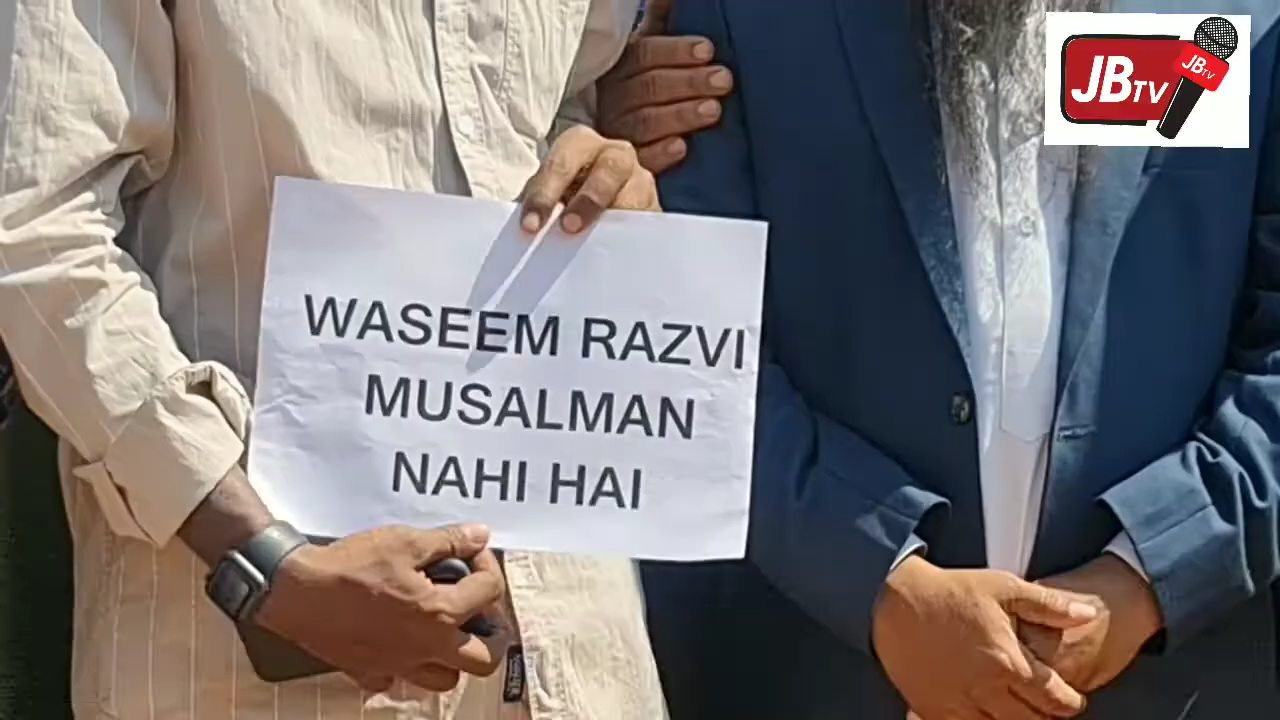 JBTV
JBTV
WASEEM RAZVI
MUSALMAN
NAHI HAI